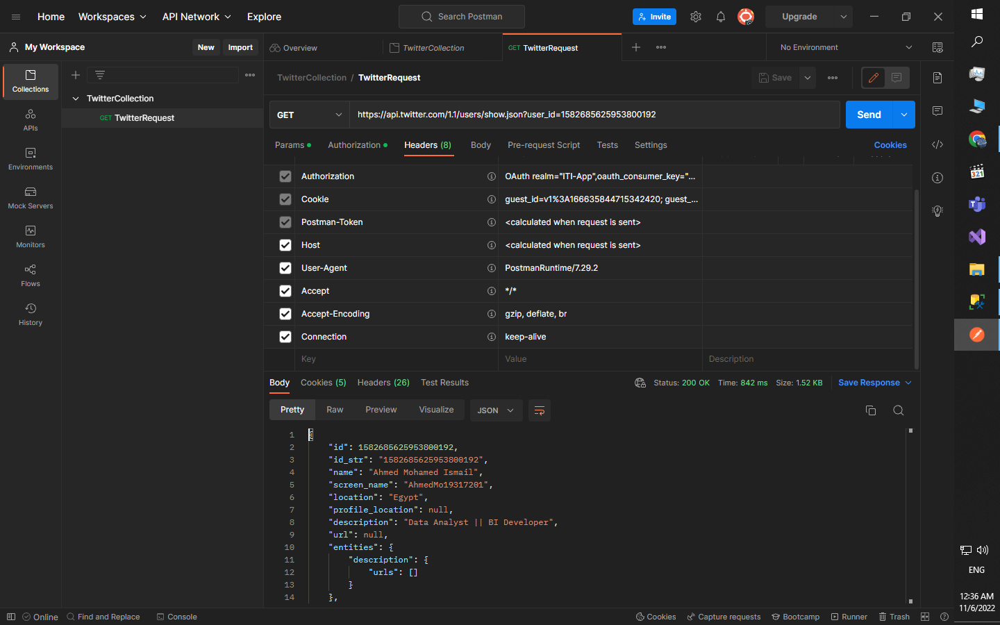 Home
Workspaces
API Network
Explore
Search Postman
Invite
Upgrade
My Workspace
New
Import
Overview
TwitterCollection
GET TwitterRequest
No Environment
Collections
APIs
Environments
Mock Servers
Monitors
Flows
History
TwitterCollection
GET TwitterRequest
TwitterCollection / TwitterRequest
Save
GET
https://api.twitter.com/1.1/users/show.json?user_id=1582685625953800192
Send
Params
Authorization
Headers (8)
Body
Pre-request Script
Tests
Settings
Cookies
Authorization OAuth realm="ITI-App",oauth_consumer_key="...
Cookie guest_id=v1%3A166635844715342420; guest_...
Postman-Token <calculated when request is sent>
Host <calculated when request is sent>
User-Agent PostmanRuntime/7.29.2
Accept */*
Accept-Encoding gzip, deflate, br
Connection keep-alive
Key Value Description
Body
Cookies (5)
Headers (26)
Test Results
Status: 200 OK
Time: 842 ms
Size: 1.52 KB
Save Response
Pretty
Raw
Preview
Visualize
JSON
1 {
2 "id": 1582685625953800192,
3 "id_str": "1582685625953800192",
4 "name": "Ahmed Mohamed Ismail",
5 "screen_name": "AhmedMo19317201",
6 "location": "Egypt",
7 "profile_location": null,
8 "description": "Data Analyst || BI Developer",
9 "url": null,
10 "entities": {
11 "description": {
12 "urls": []
13 }
14 },
Online
Find and Replace
Console
Cookies
Capture requests
Bootcamp
Runner
Trash
321
ENG
12:36 AM
11/6/2022